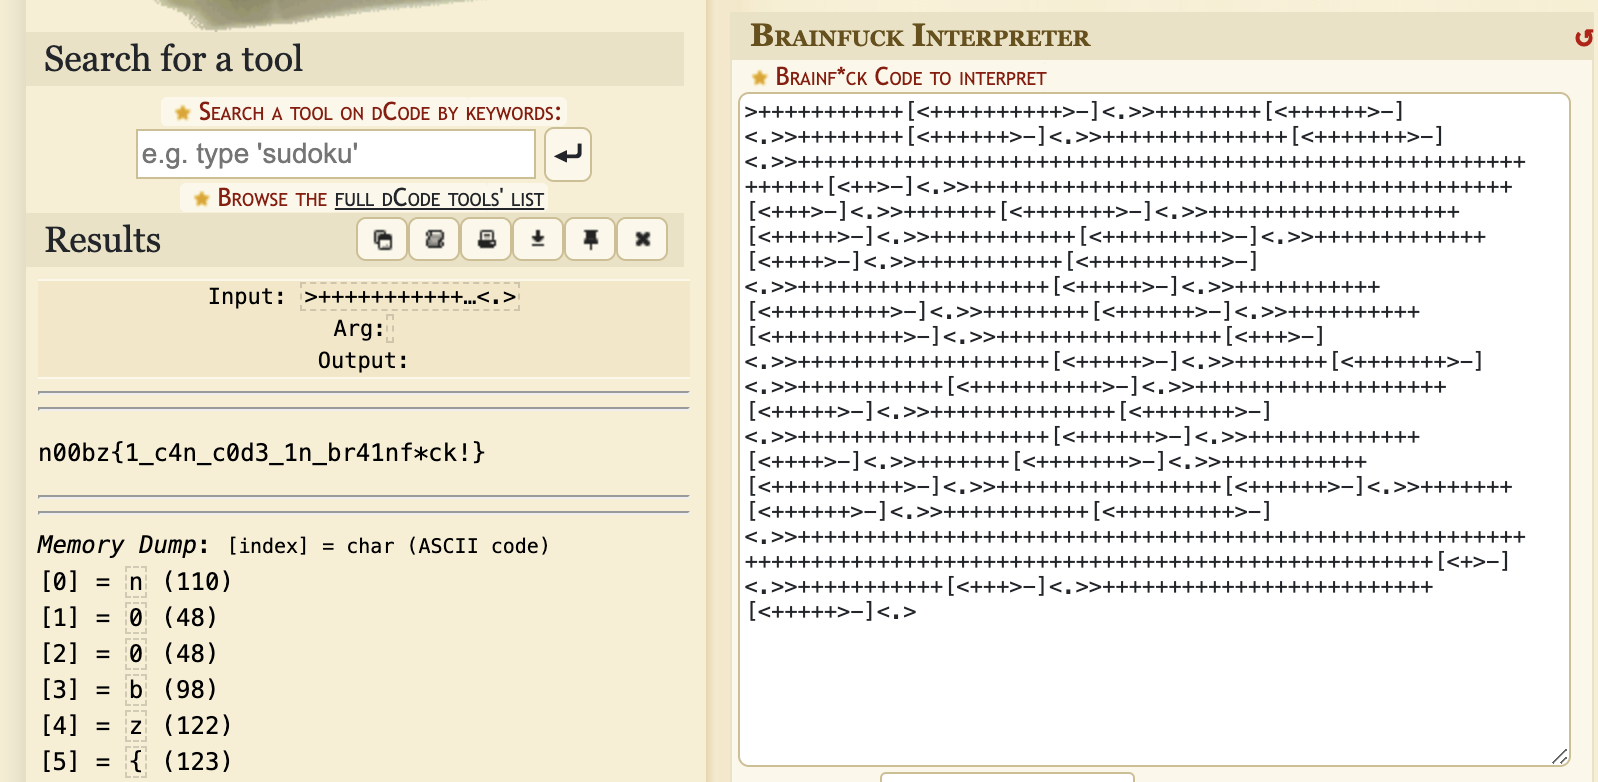 Search for a tool
Search a tool on dCode by keywords:
e.g. type 'sudoku'
Browse the full dCode tools' list
Results
Input: >+++++++++++…<.>
Arg:
Output:
n00bz{1_c4n_c0d3_1n_br41nf*ck!}
Memory Dump: [index] = char (ASCII code)
[0] = n (110)
[1] = 0 (48)
[2] = 0 (48)
[3] = b (98)
[4] = z (122)
[5] = { (123)
Brainfuck Interpreter
Brainf*ck Code to interpret
>+++++++++++[<++++++++++>-]<.>>++++++++[<++++++>-]
<.>>++++++++[<++++++>-]<.>>++++++++++++++[<+++++++>-]
<.>>+++++++++++++++++++++++++++++++++++++++++++++++++++++++
++++++[<++>-]<.>>+++++++++++++++++++++++++++++++++++++++++
[<+++>-]<.>>+++++++[<+++++++>-]<.>>+++++++++++++++++++
[<+++++>-]<.>>+++++++++++[<+++++++++>-]<.>>+++++++++++++
[<++++>-]<.>>+++++++++++[<++++++++++>-]
<.>>+++++++++++++++++++[<+++++>-]<.>>+++++++++++
[<+++++++++>-]<.>>++++++++[<++++++>-]<.>>++++++++++
[<++++++++++>-]<.>>+++++++++++++++++[<+++>-]
<.>>+++++++++++++++++++[<+++++>-]<.>>+++++++[<+++++++>-]
<.>>+++++++++++[<++++++++++>-]<.>>+++++++++++++++++++
[<+++++>-]<.>>++++++++++++++[<+++++++>-]
<.>>+++++++++++++++++++[<++++++>-]<.>>+++++++++++++
[<++++>-]<.>>+++++++[<+++++++>-]<.>>+++++++++++
[<++++++++++>-]<.>>+++++++++++++++++[<++++++>-]<.>>+++++++
[<++++++>-]<.>>+++++++++++[<+++++++++>-]
<.>>+++++++++++++++++++++++++++++++++++++++++++++++++++++++
++++++++++++++++++++++++++++++++++++++++++++++++++++[<+>-]
<.>>+++++++++++[<+++>-]<.>>+++++++++++++++++++++++++
[<+++++>-]<.>